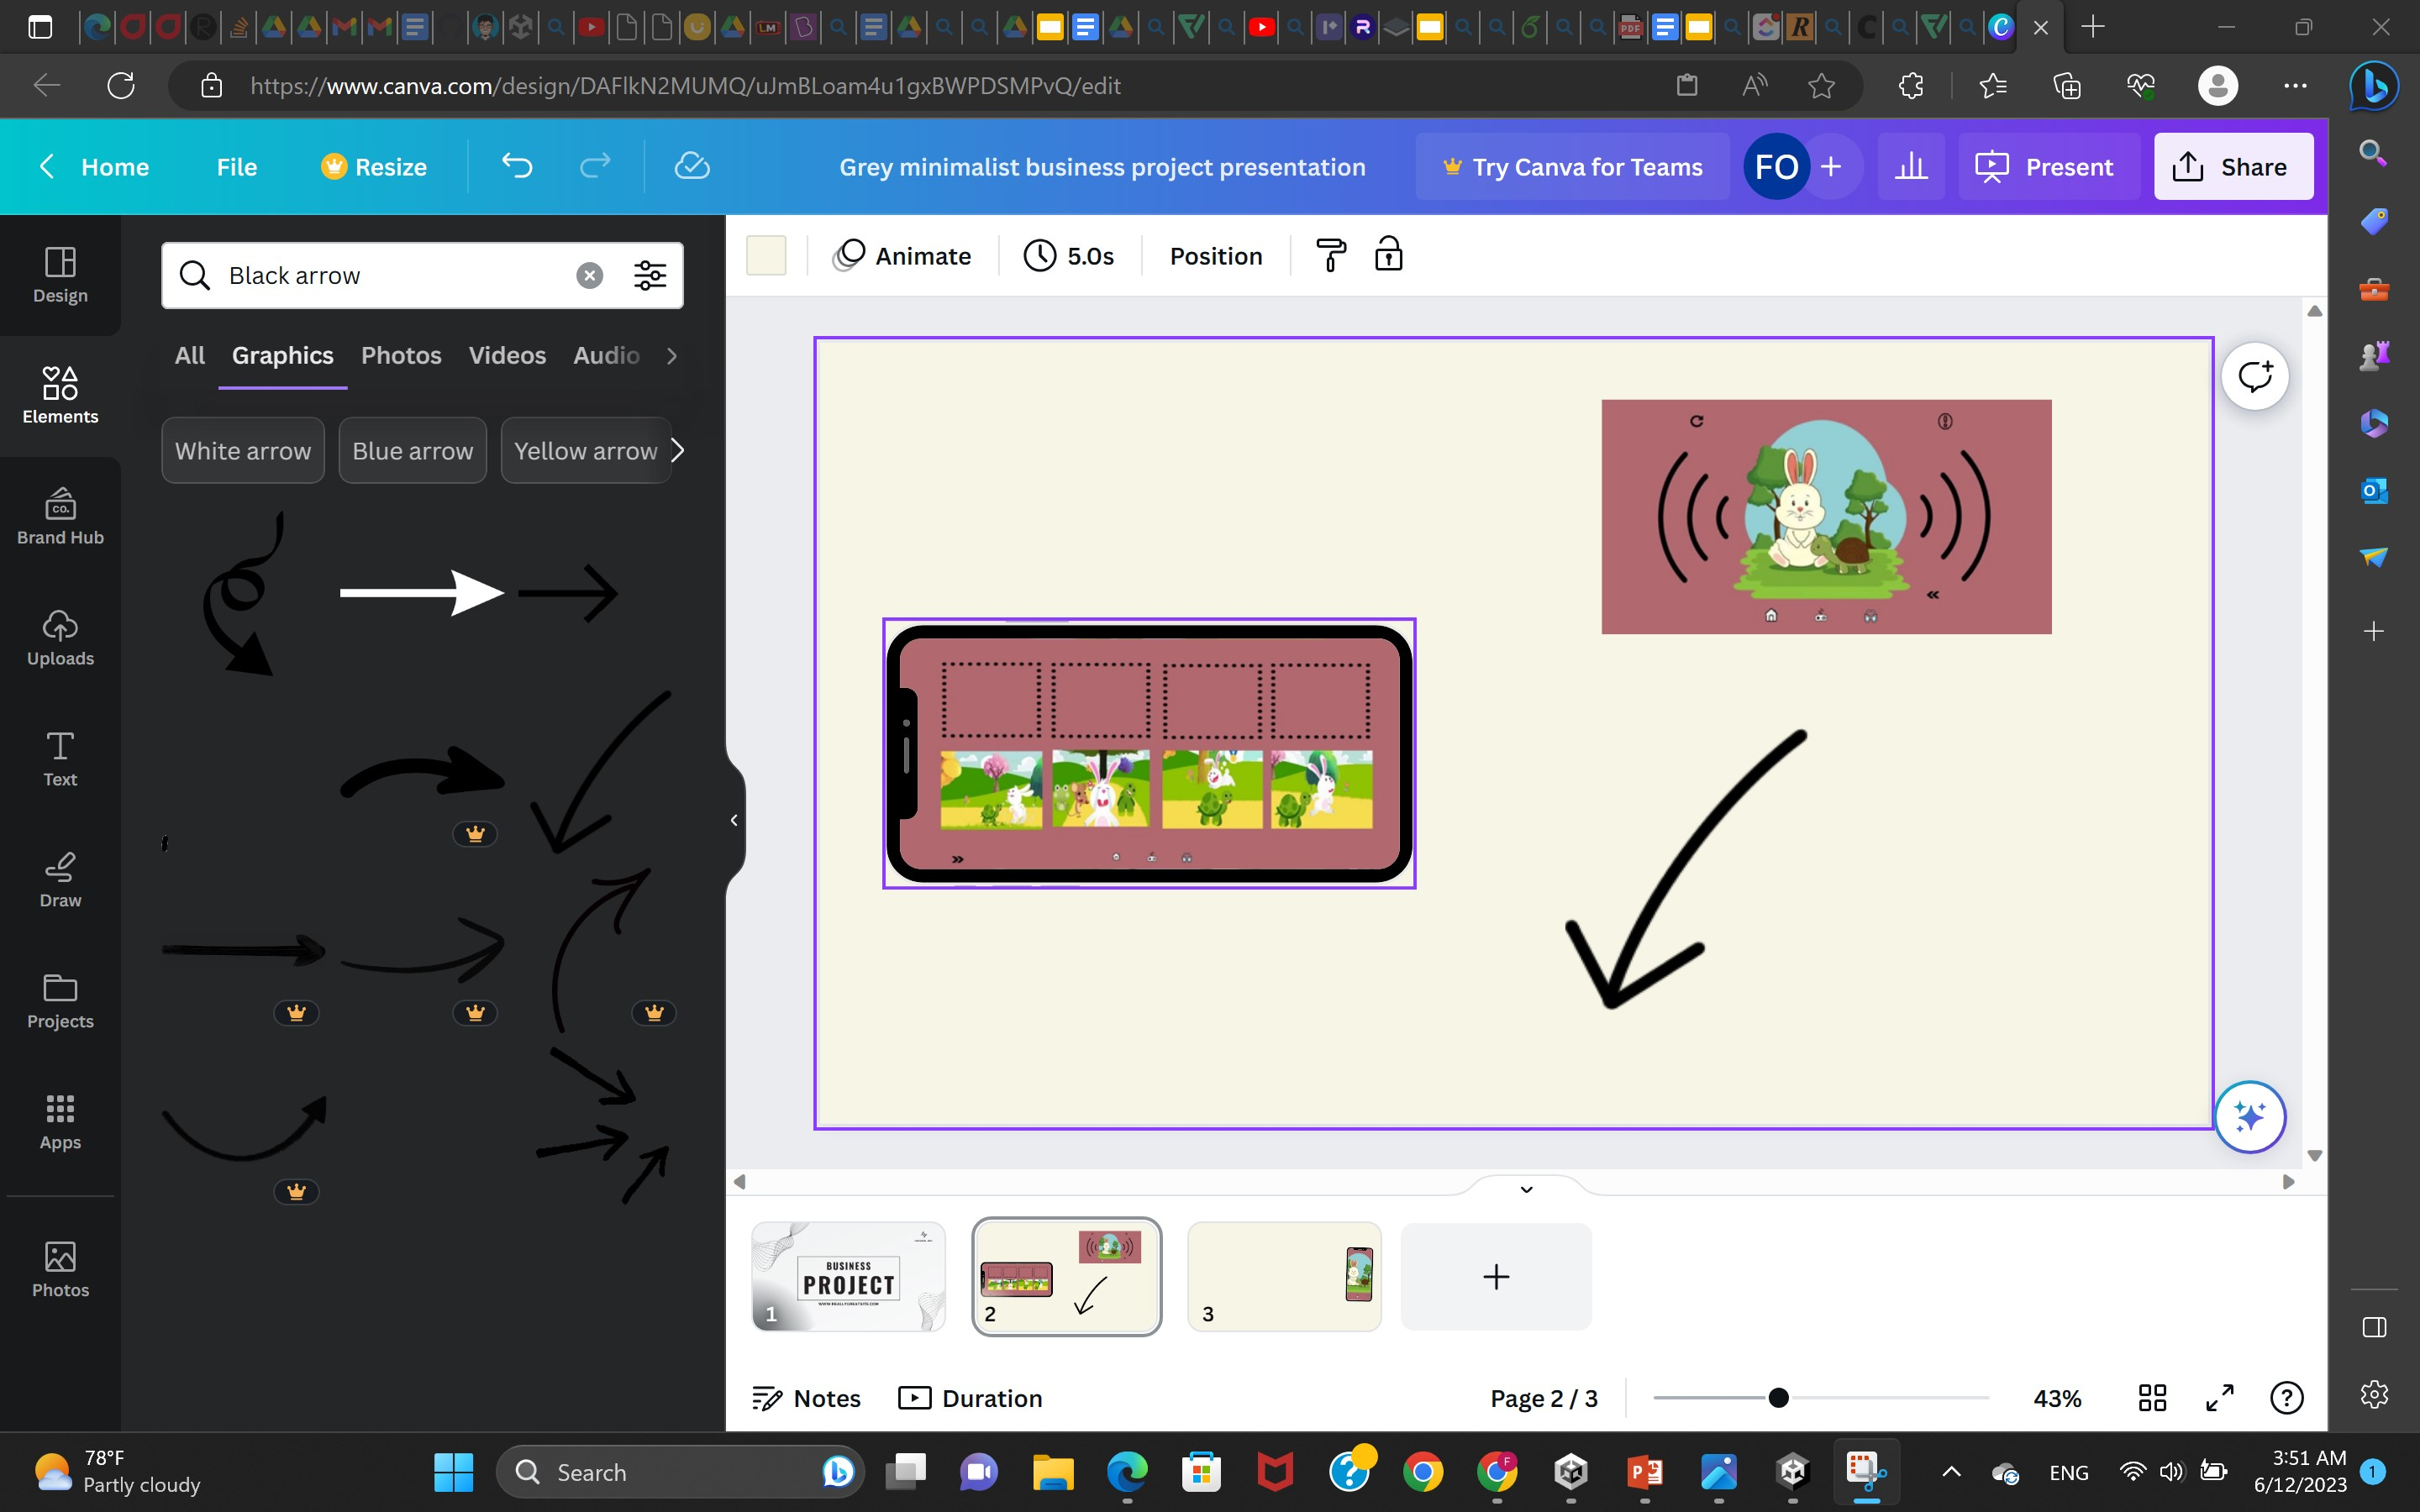 https://www.canva.com/design/DAFlkN2MUMQ/uJmBLoam4u1gxBWPDSMPvQ/edit
Home File Resize Grey minimalist business project presentation Try Canva for Teams FO + Present Share
Design
Elements
Brand Hub
Uploads
Text
Draw
Projects
Apps
Photos
Black arrow
All Graphics Photos Videos Audio
White arrow Blue arrow Yellow arrow
Animate 5.0s Position
BUSINESS
PROJECT
1
2
3
Notes Duration Page 2 / 3 43%
78°F
Partly cloudy
Search
ENG
3:51 AM
6/12/2023
1